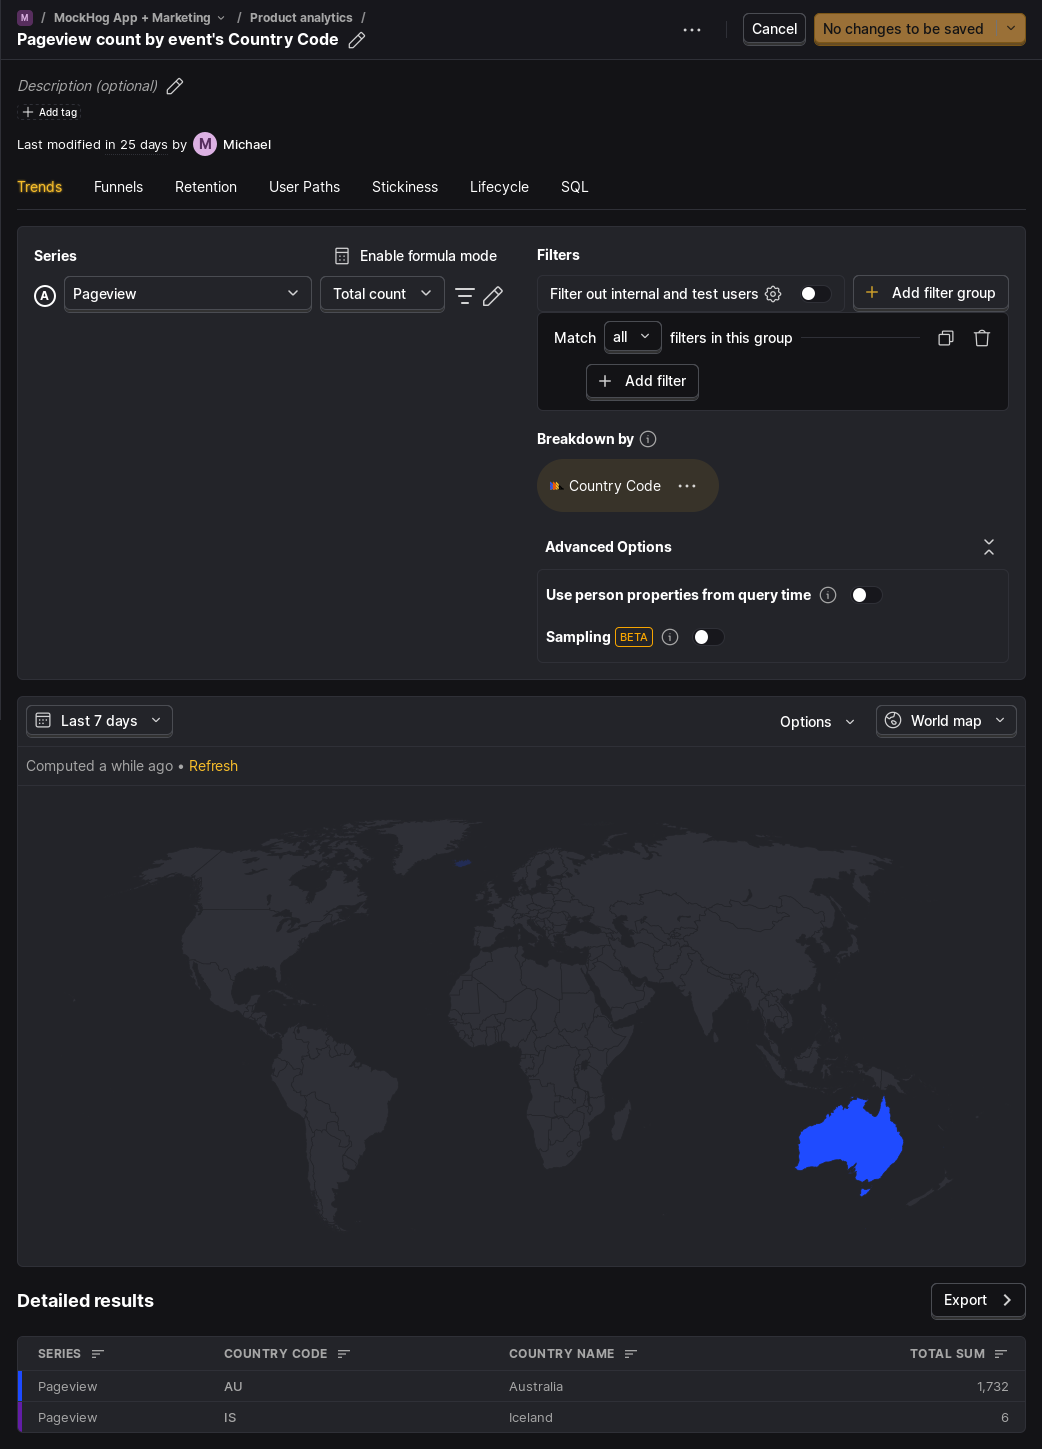 M / MockHog App + Marketing / Product analytics /
Pageview count by event's Country Code
Cancel
No changes to be saved
Description (optional)
Add tag
Last modified in 25 days by M Michael
Trends Funnels Retention User Paths Stickiness Lifecycle SQL
Series
Enable formula mode
A Pageview Total count
Filters
Filter out internal and test users
Add filter group
Match all filters in this group
Add filter
Breakdown by
Country Code
Advanced Options
Use person properties from query time
Sampling BETA
Last 7 days
Options
World map
Computed a while ago • Refresh
Detailed results
Export
SERIES COUNTRY CODE COUNTRY NAME TOTAL SUM
Pageview AU Australia 1,732
Pageview IS Iceland 6